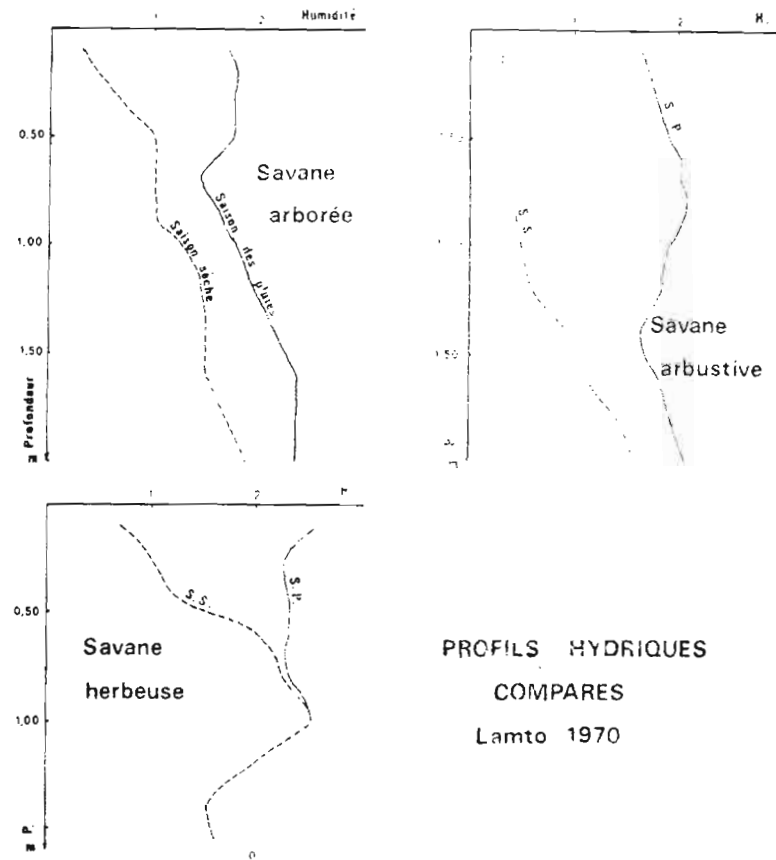 2 Humidité
0,50
1,00
1,50
Profondeur
m
Savane
arborée
Saison sèche
Saison des pluies
1 2 H.
S P
S.S.
1,50
Savane
arbustive
1 2
0,50
1,00
m P.
S.S.
S.P.
Savane
herbeuse
PROFILS HYDRIQUES
COMPARES
Lamto 1970